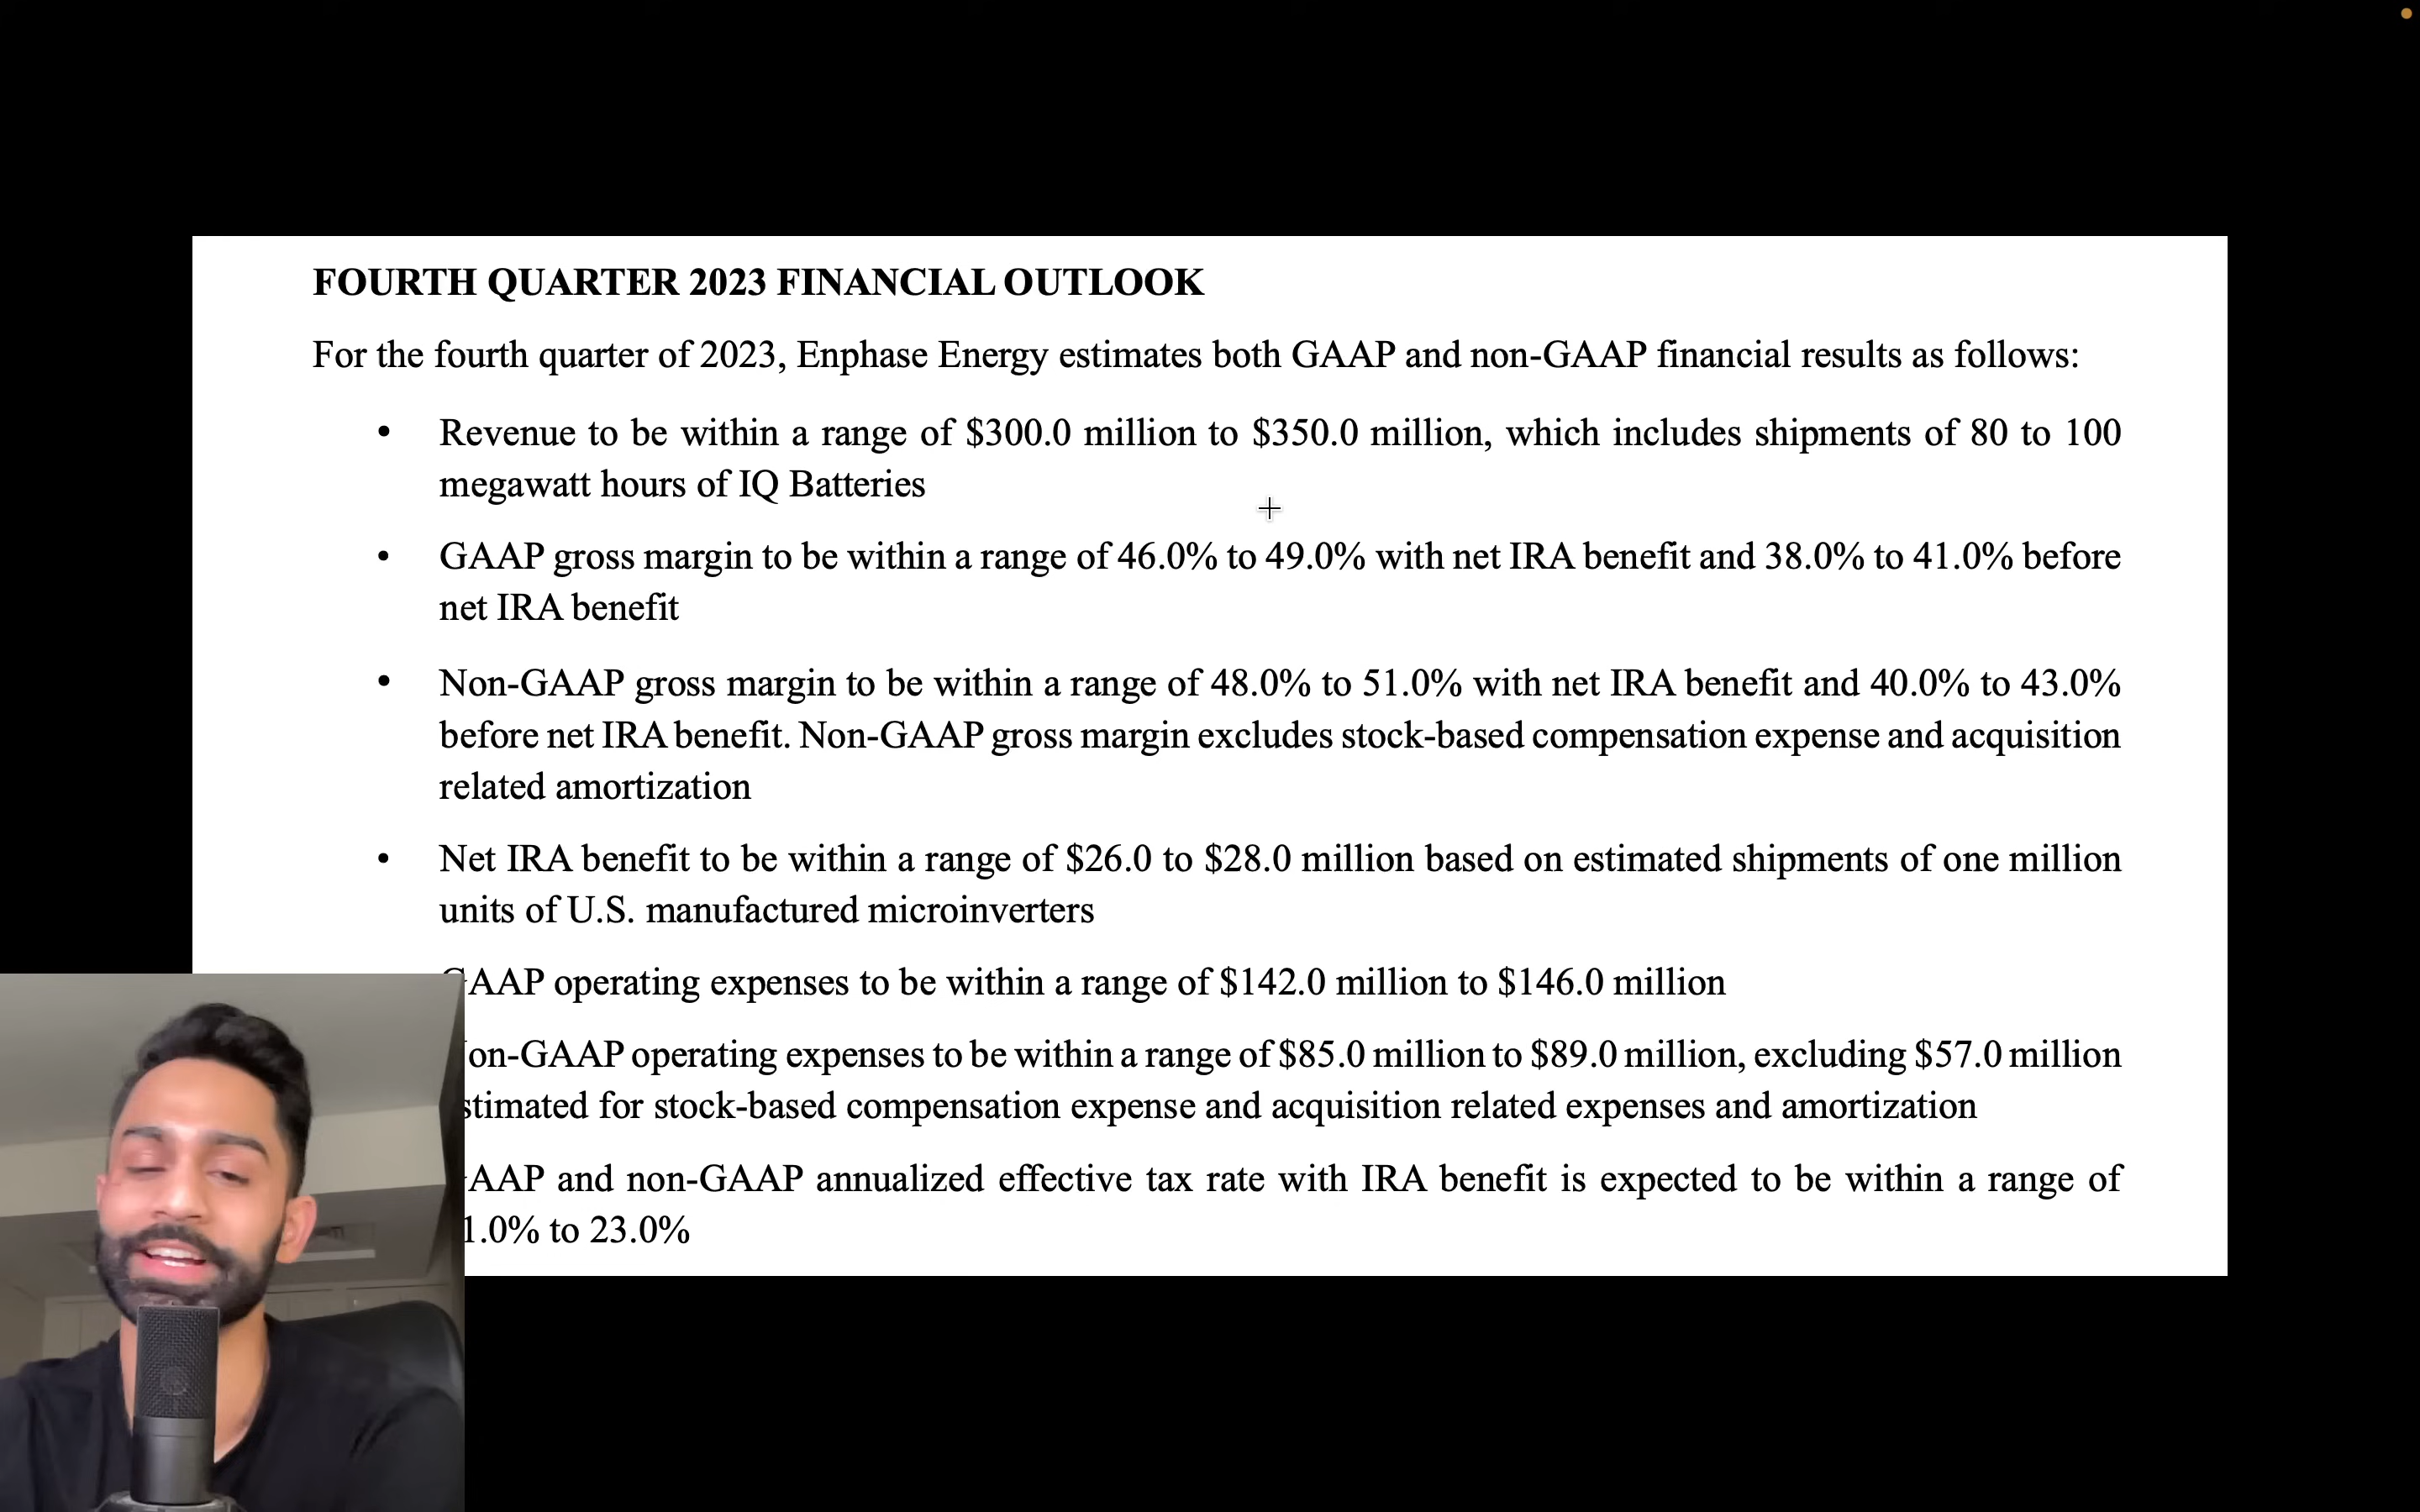 FOURTH QUARTER 2023 FINANCIAL OUTLOOK
For the fourth quarter of 2023, Enphase Energy estimates both GAAP and non-GAAP financial results as follows:
• Revenue to be within a range of $300.0 million to $350.0 million, which includes shipments of 80 to 100
megawatt hours of IQ Batteries
• GAAP gross margin to be within a range of 46.0% to 49.0% with net IRA benefit and 38.0% to 41.0% before
net IRA benefit
• Non-GAAP gross margin to be within a range of 48.0% to 51.0% with net IRA benefit and 40.0% to 43.0%
before net IRA benefit. Non-GAAP gross margin excludes stock-based compensation expense and acquisition
related amortization
• Net IRA benefit to be within a range of $26.0 to $28.0 million based on estimated shipments of one million
units of U.S. manufactured microinverters
GAAP operating expenses to be within a range of $142.0 million to $146.0 million
on-GAAP operating expenses to be within a range of $85.0 million to $89.0 million, excluding $57.0 million
stimated for stock-based compensation expense and acquisition related expenses and amortization
AAP and non-GAAP annualized effective tax rate with IRA benefit is expected to be within a range of
1.0% to 23.0%